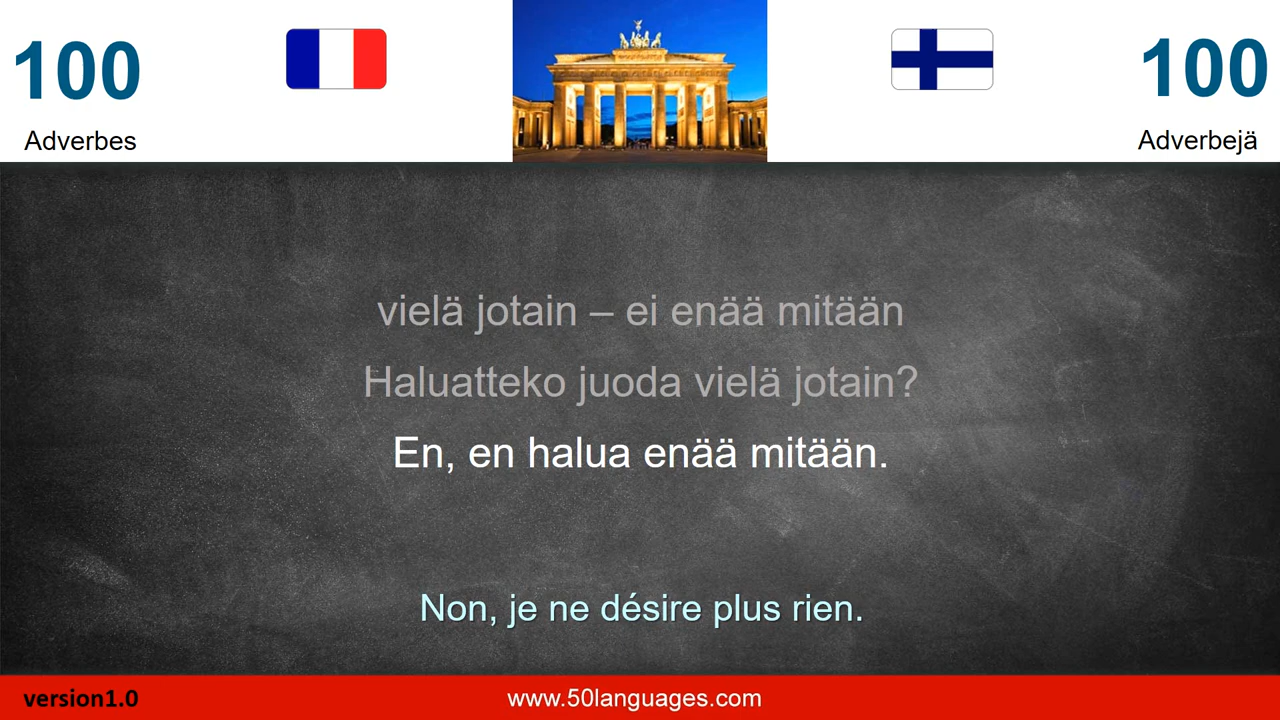 100
100
Adverbes
Adverbejä
vielä jotain – ei enää mitään
Haluatteko juoda vielä jotain?
En, en halua enää mitään.
Non, je ne désire plus rien.
version1.0
www.50languages.com